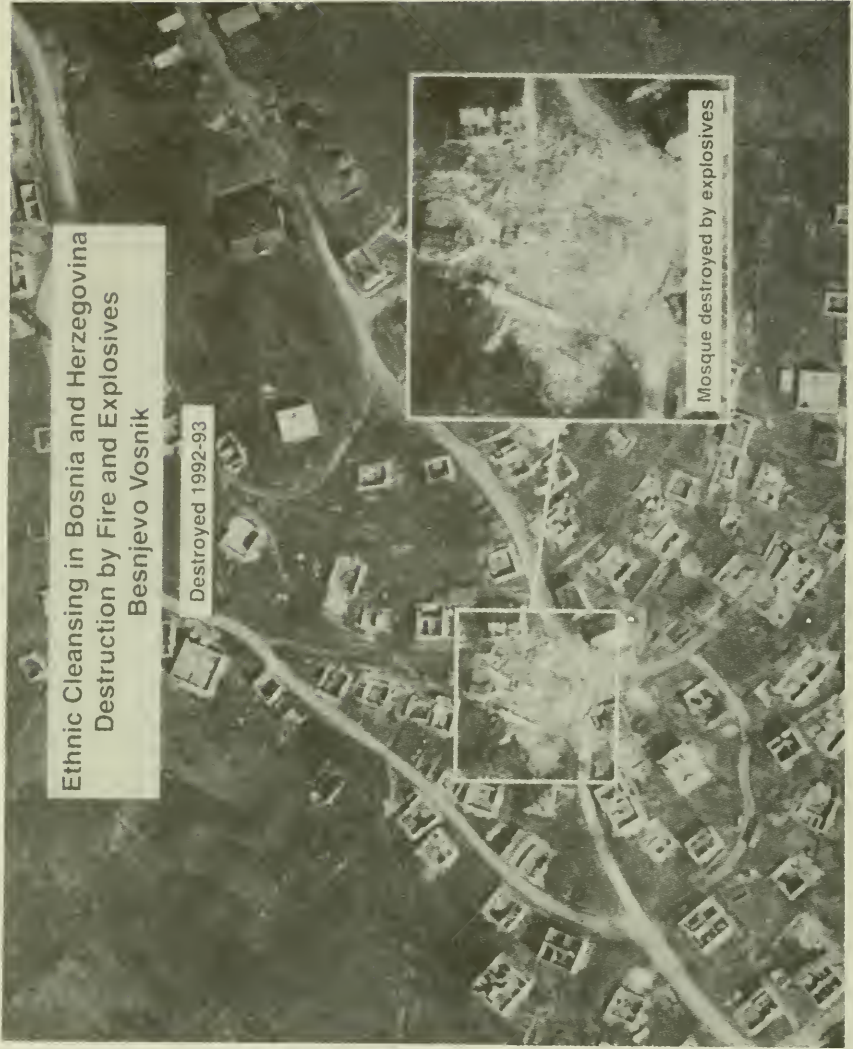 Ethnic Cleansing in Bosnia and Herzegovina
Destruction by Fire and Explosives
Besnjevo Vosnik
Destroyed 1992-93
Mosque destroyed by explosives